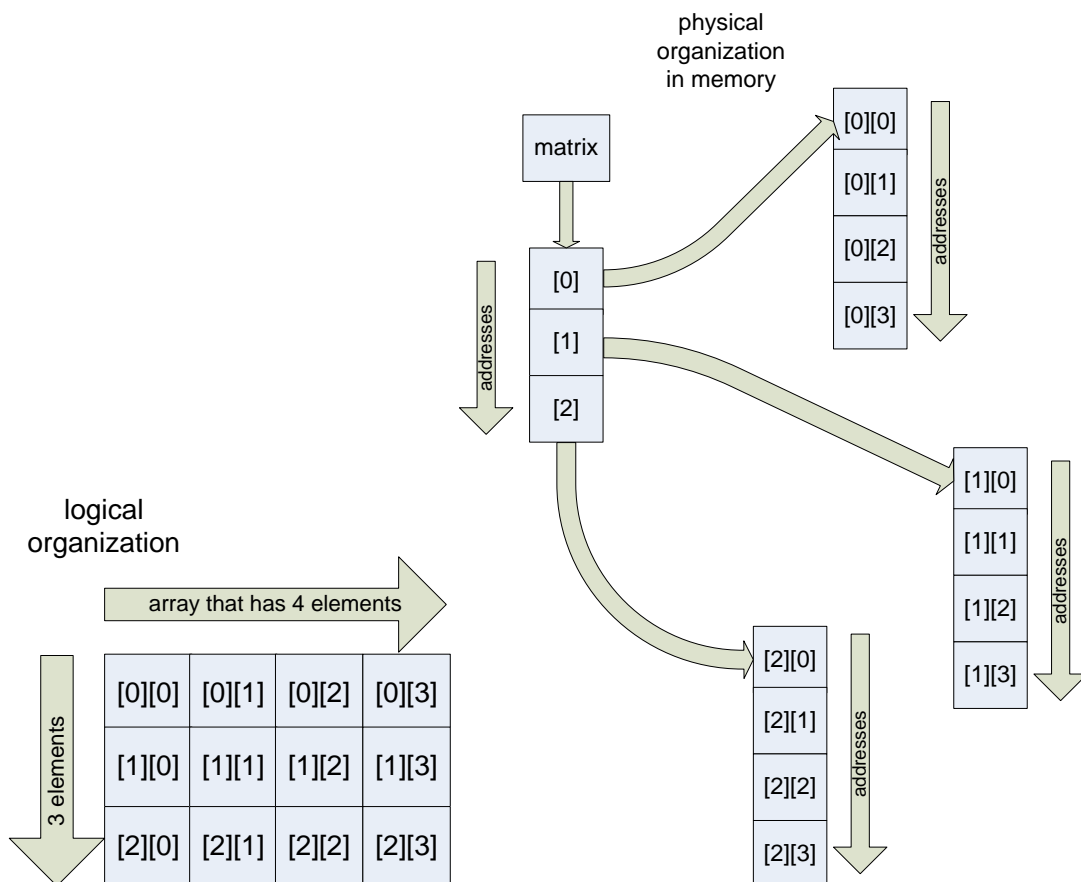 physical
organization
in memory
matrix
[0]
[1]
[2]
addresses
[0][0]
[0][1]
[0][2]
[0][3]
addresses
[1][0]
[1][1]
[1][2]
[1][3]
addresses
[2][0]
[2][1]
[2][2]
[2][3]
addresses
logical
organization
array that has 4 elements
3 elements
[0][0] [0][1] [0][2] [0][3]
[1][0] [1][1] [1][2] [1][3]
[2][0] [2][1] [2][2] [2][3]